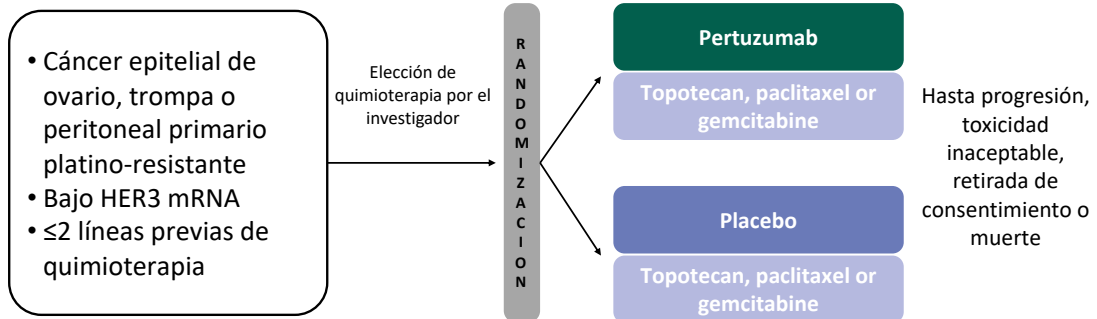 • Cáncer epitelial de
ovario, trompa o
peritoneal primario
platino-resistante
• Bajo HER3 mRNA
• ≤2 líneas previas de
quimioterapia
Elección de
quimioterapia por el
investigador
RANDOMIZACION
Pertuzumab
Topotecan, paclitaxel or
gemcitabine
Placebo
Topotecan, paclitaxel or
gemcitabine
Hasta progresión,
toxicidad
inaceptable,
retirada de
consentimiento o
muerte